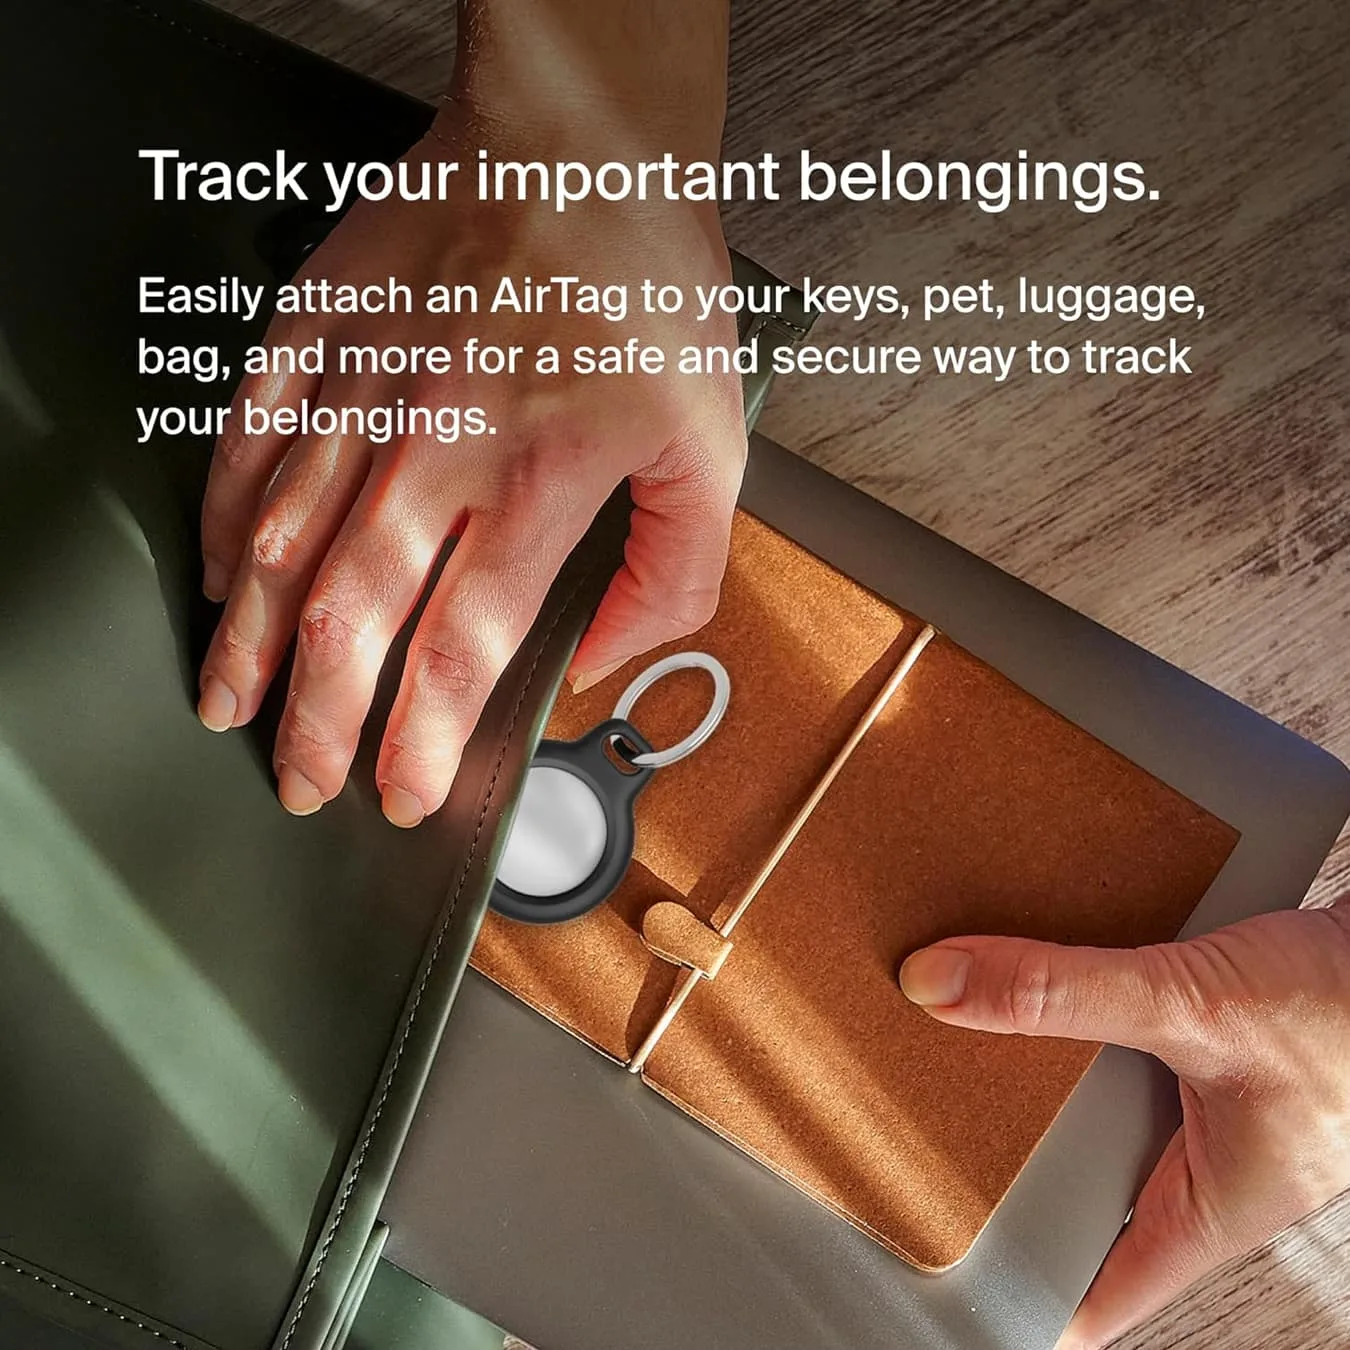 Track your important belongings.
Easily attach an AirTag to your keys, pet, luggage,
bag, and more for a safe and secure way to track
your belongings.